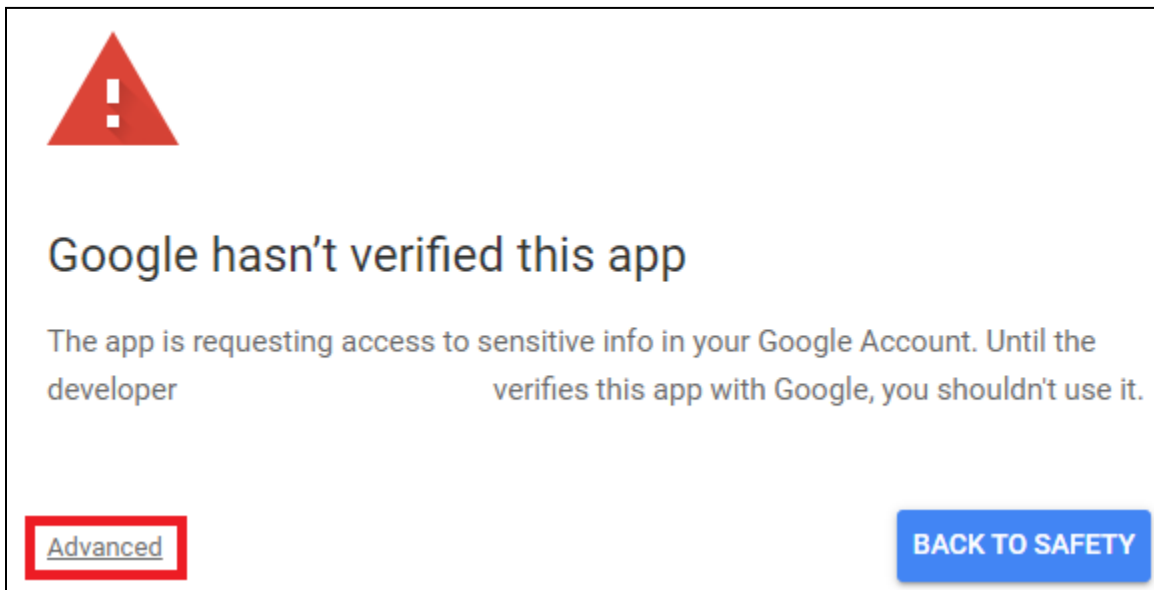 Google hasn’t verified this app
The app is requesting access to sensitive info in your Google Account. Until the
developer verifies this app with Google, you shouldn't use it.
Advanced
BACK TO SAFETY